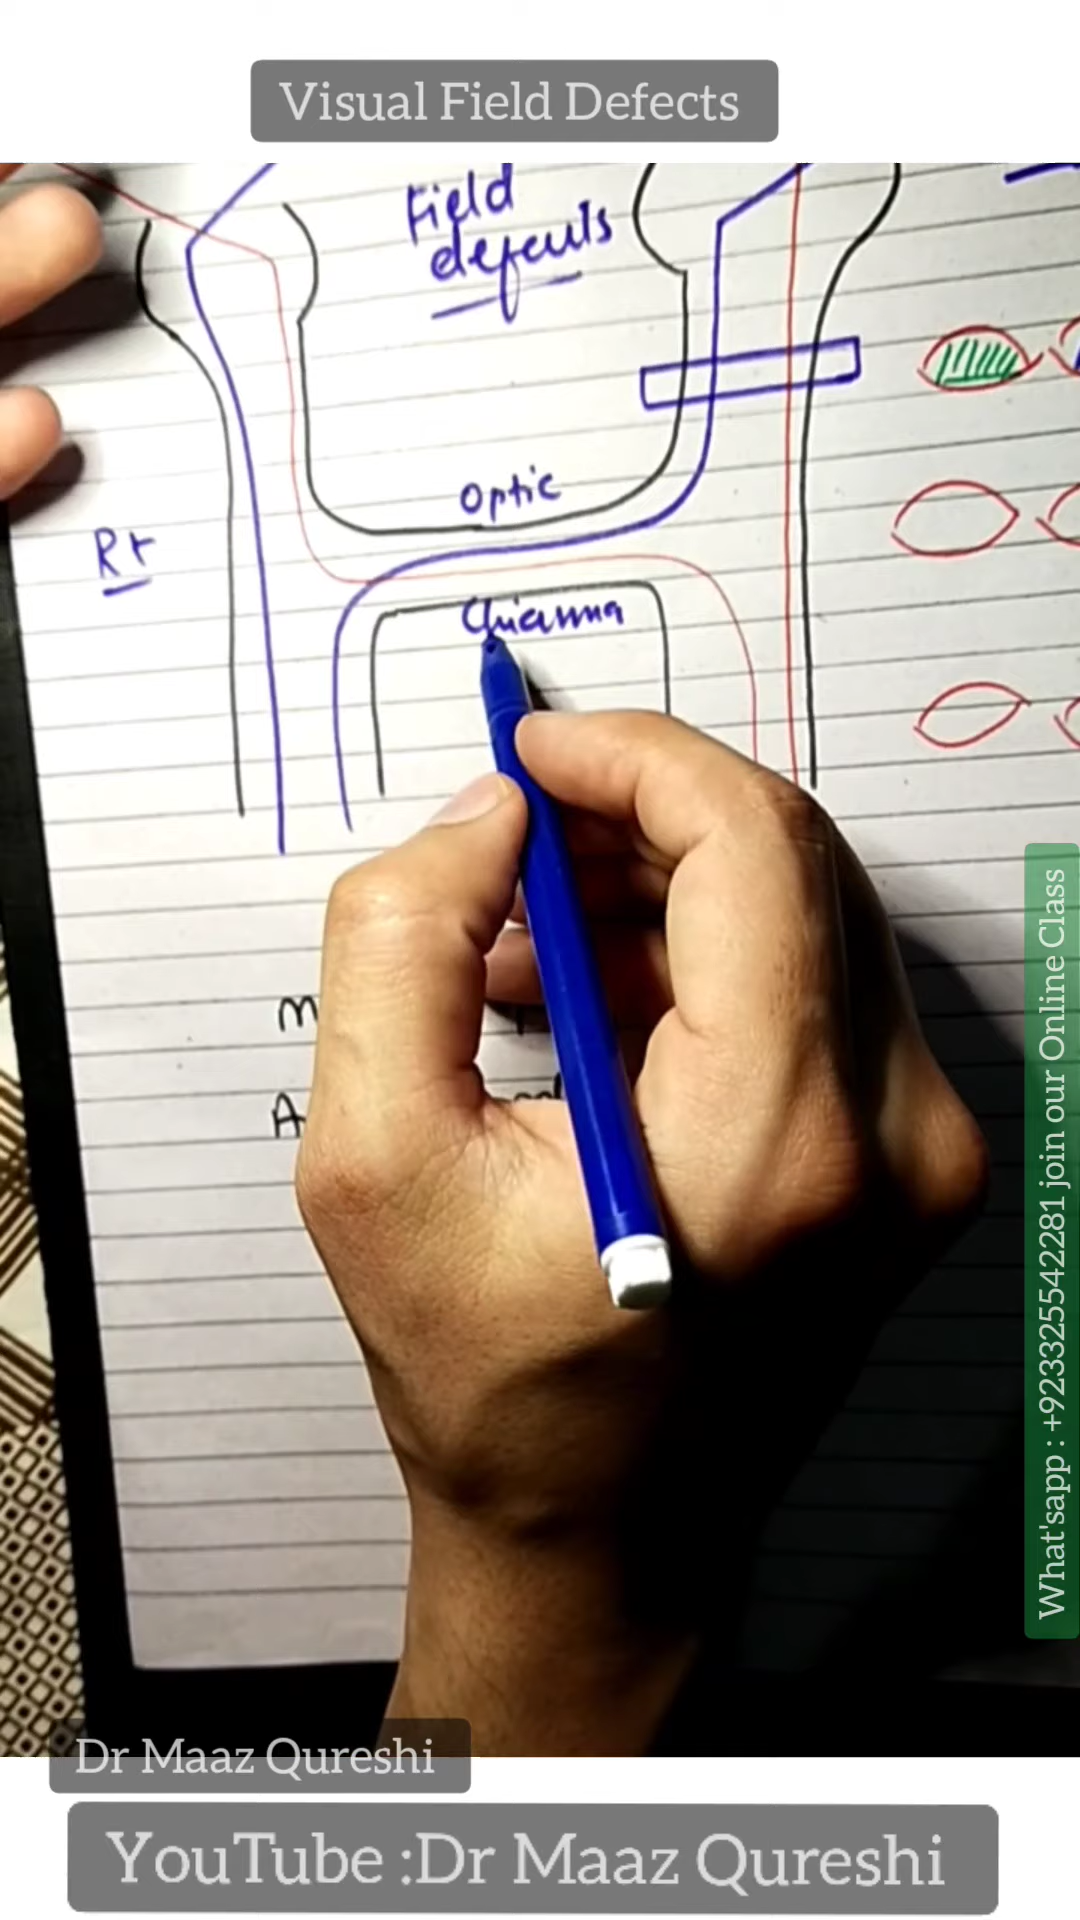 Visual Field Defects
Field
defects
Optic
Rt
Chiasma
M
A
What'sapp : +923325542281 join our Online Class
Dr Maaz Qureshi
YouTube :Dr Maaz Qureshi